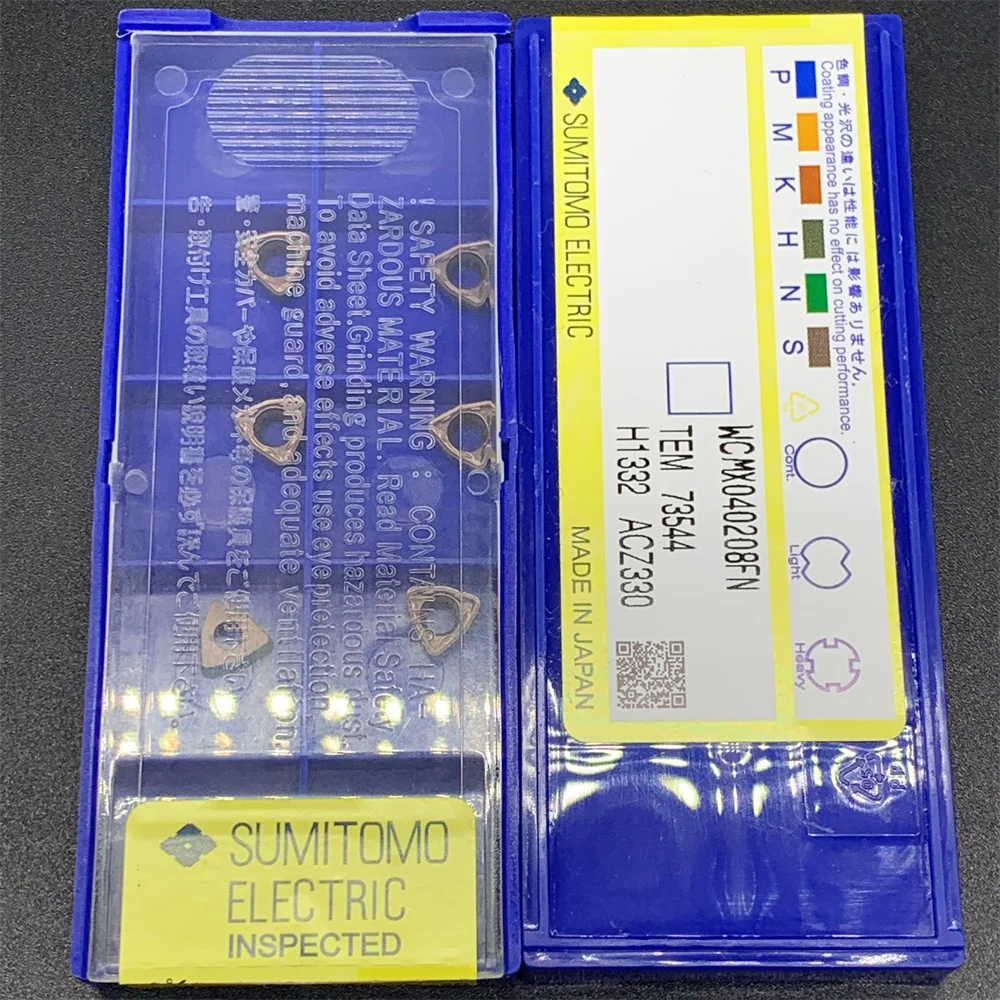 ! SAFETY WARNING : CONTAINS HA-
ZARDOUS MATERIAL. Read Material Safety
Data Sheet.Grinding produces hazardous dust.
To avoid adverse effects use eye protection,
machine guard, and adequate ventilation.
SUMITOMO
ELECTRIC
INSPECTED
色調・光沢の違いは性能には影響ありません。
Coating appearance has no effect on cutting performance.
P M K H N S
Cont.
Light
Heavy
WCMX040208FN
TEM 73544
H1332 ACZ330
SUMITOMO ELECTRIC
MADE IN JAPAN